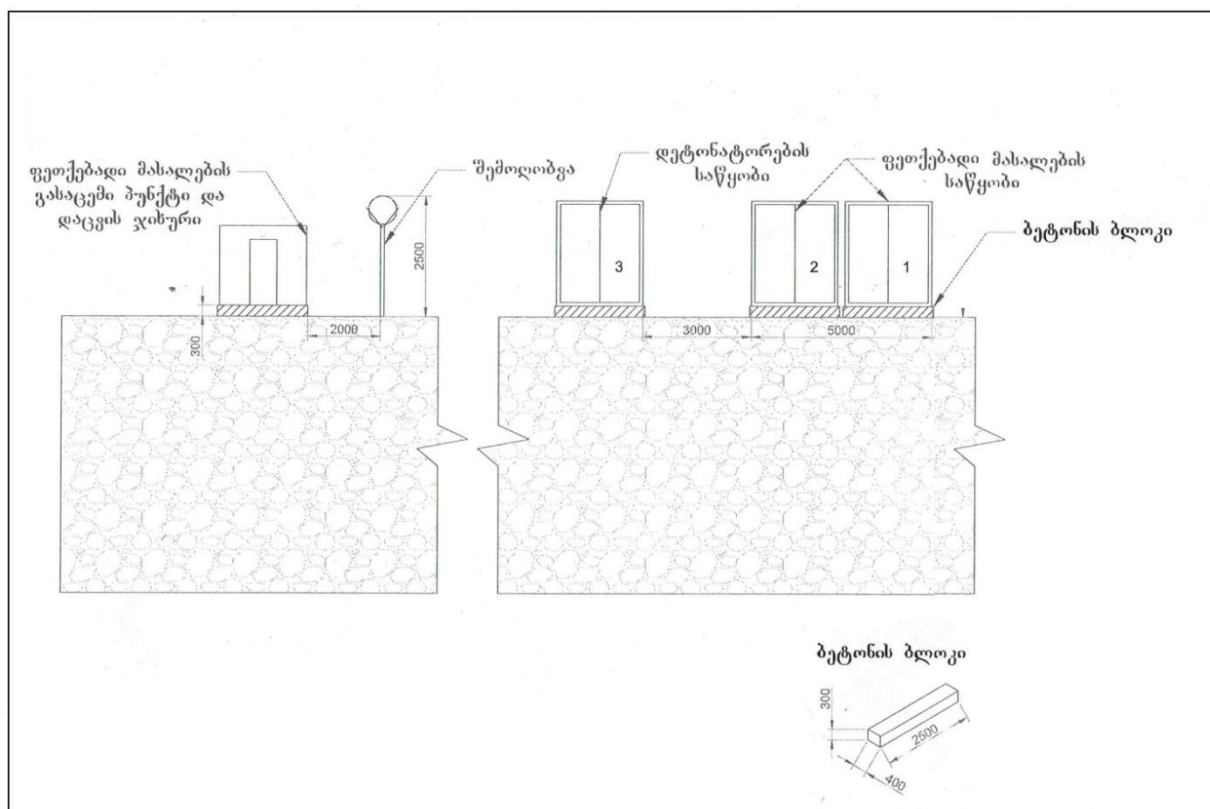 ფეთქებადი მასალების
გასაცემი პუნქტი და
დაცვის ჯიხური
შემოღობვა
დეტონატორების
საწყობი
ფეთქებადი მასალების
საწყობი
ბეტონის ბლოკი
2500
3
2
1
300
2000
3000
5000
ბეტონის ბლოკი
300
2500
400